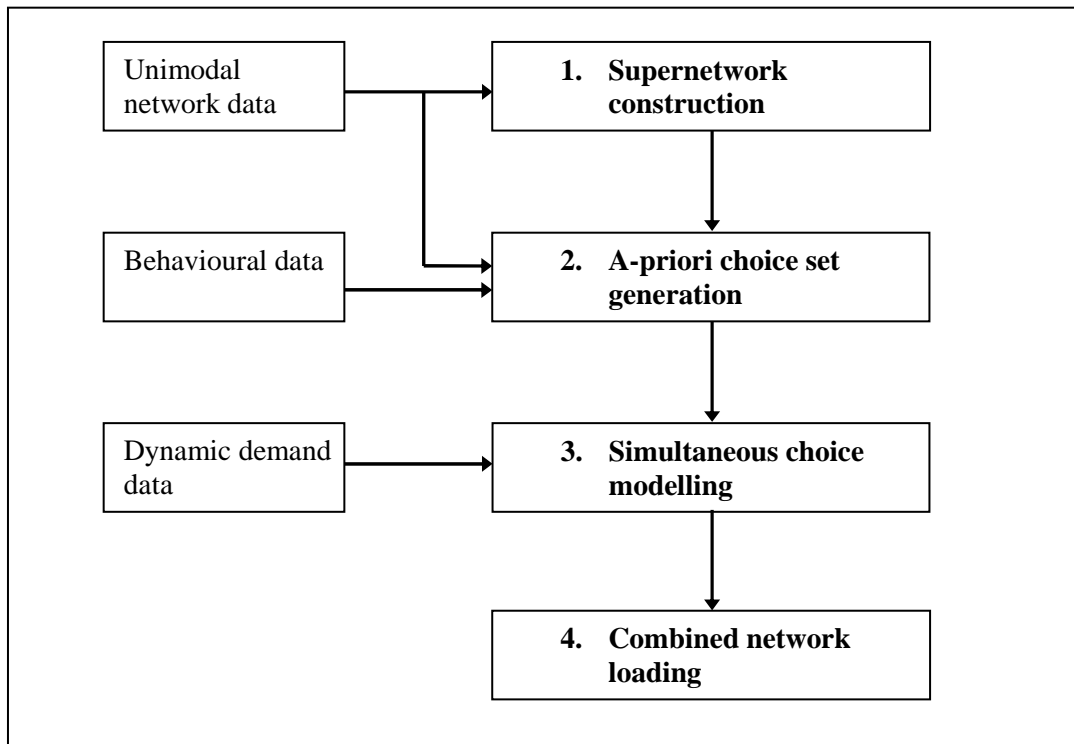 Unimodal
network data
1. Supernetwork
construction
Behavioural data
2. A-priori choice set
generation
Dynamic demand
data
3. Simultaneous choice
modelling
4. Combined network
loading